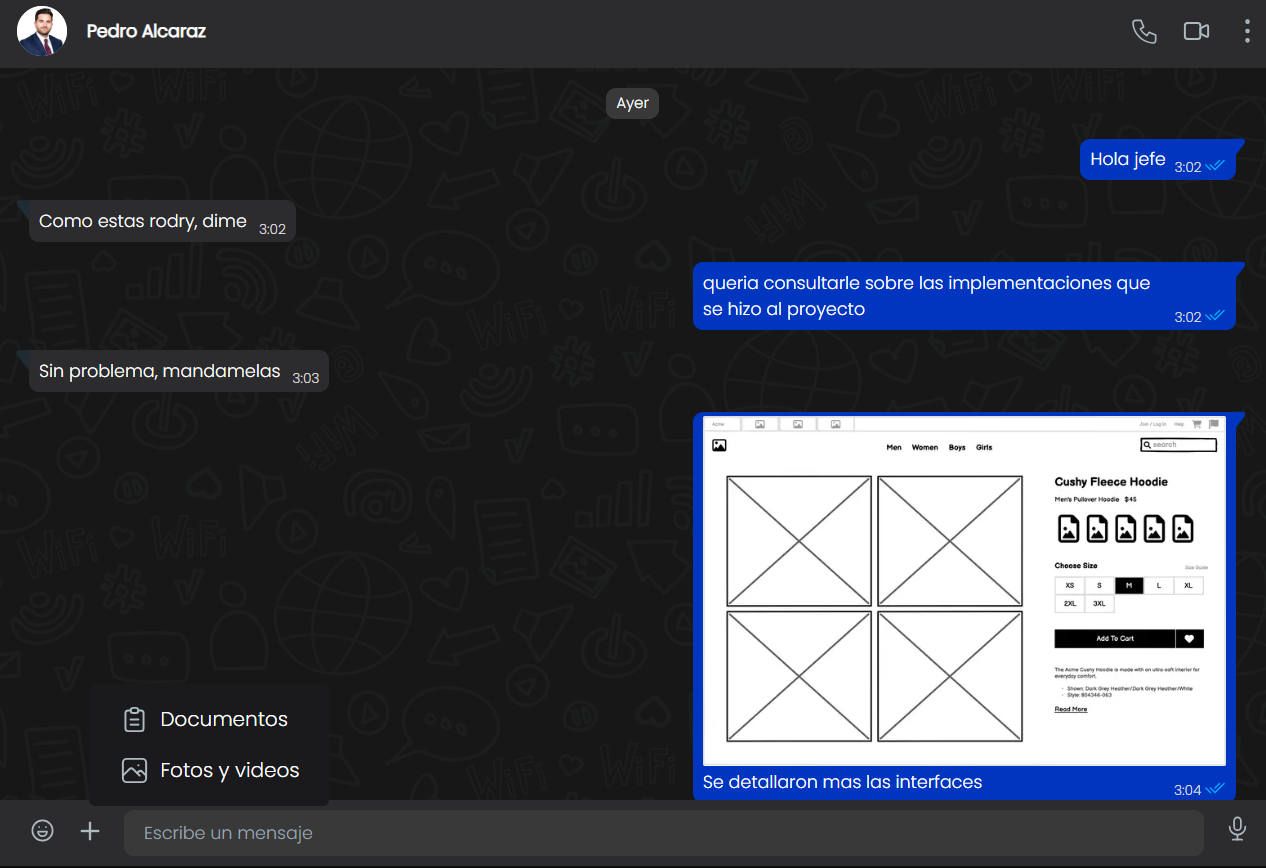 Pedro Alcaraz
Ayer
Hola jefe 3:02
Como estas rodry, dime 3:02
queria consultarle sobre las implementaciones que
se hizo al proyecto 3:02
Sin problema, mandamelas 3:03
Acme Join / Log In Help
Men Women Boys Girls search
Cushy Fleece Hoodie
Men's Pullover Hoodie $45
Choose Size Size Guide
XS S M L XL
2XL 3XL
Add To Cart
The Acme Cushy Hoodie is made with an ultra soft interior for
everyday comfort.
- Shown: Dark Grey Heather/Dark Grey Heather/White
- Style: 804346-063
Read More
Se detallaron mas las interfaces
3:04
Documentos
Fotos y videos
Escribe un mensaje
WiFi